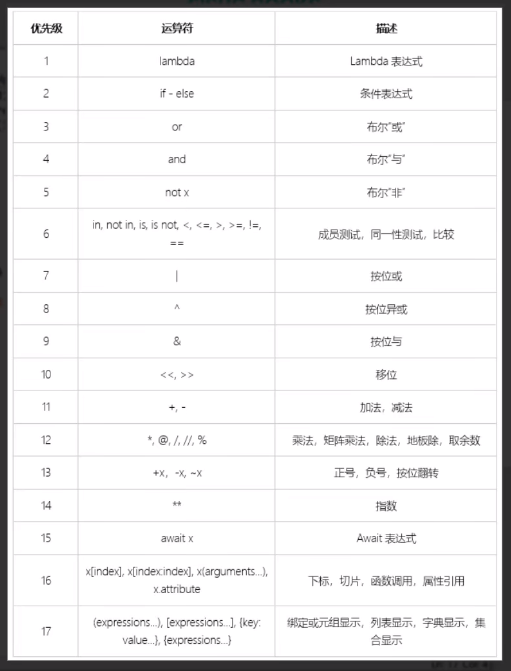 优先级 运算符 描述
1 lambda Lambda 表达式
2 if - else 条件表达式
3 or 布尔“或”
4 and 布尔“与”
5 not x 布尔“非”
6 in, not in, is, is not, <, <=, >, >=, !=, == 成员测试，同一性测试，比较
7 | 按位或
8 ^ 按位异或
9 & 按位与
10 <<, >> 移位
11 +, - 加法，减法
12 *, @, /, //, % 乘法，矩阵乘法，除法，地板除，取余数
13 +x, -x, ~x 正号，负号，按位翻转
14 ** 指数
15 await x Await 表达式
16 x[index], x[index:index], x(arguments...), x.attribute 下标，切片，函数调用，属性引用
17 (expressions...), [expressions...], {key: value...}, {expressions...} 绑定或元组显示，列表显示，字典显示，集合显示